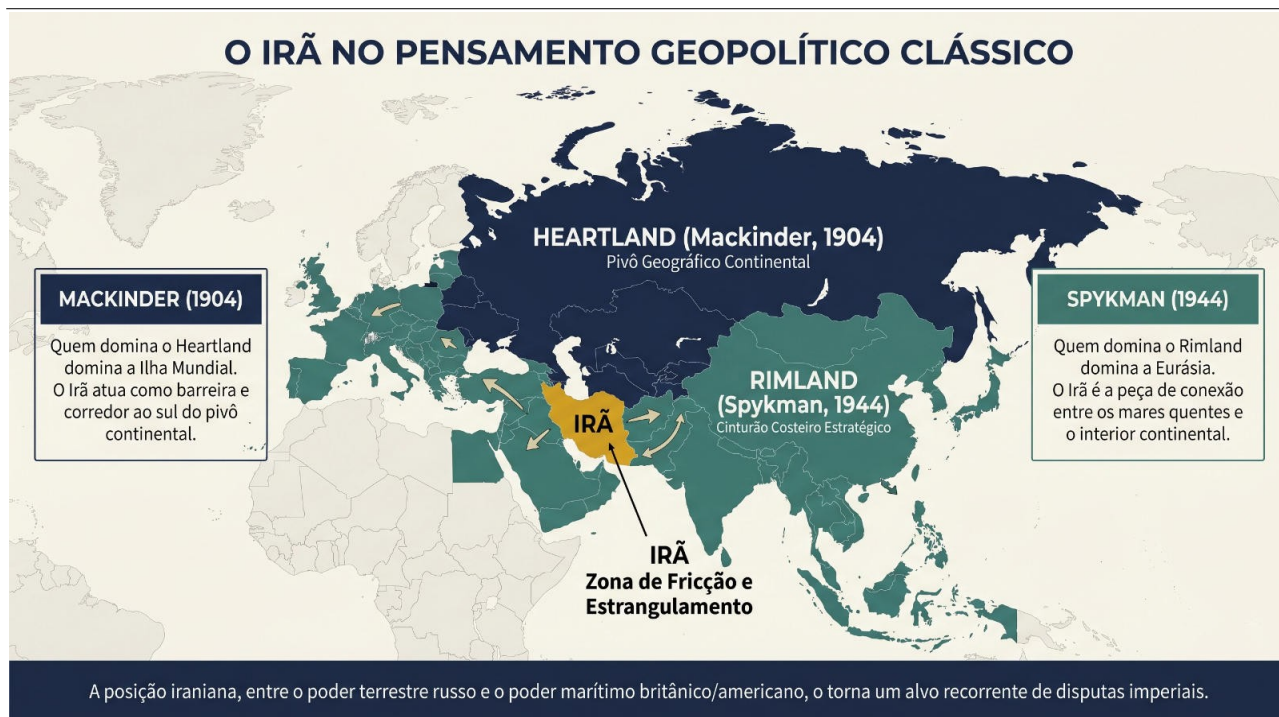 O IRÃ NO PENSAMENTO GEOPOLÍTICO CLÁSSICO
HEARTLAND (Mackinder, 1904)
Pivô Geográfico Continental
MACKINDER (1904)
Quem domina o Heartland
domina a Ilha Mundial.
O Irã atua como barreira e
corredor ao sul do pivô
continental.
SPYKMAN (1944)
Quem domina o Rimland
domina a Eurásia.
O Irã é a peça de conexão
entre os mares quentes e
o interior continental.
RIMLAND
(Spykman, 1944)
Cinturão Costeiro Estratégico
IRÃ
IRÃ
Zona de Fricção e
Estrangulamento
A posição iraniana, entre o poder terrestre russo e o poder marítimo britânico/americano, o torna um alvo recorrente de disputas imperiais.